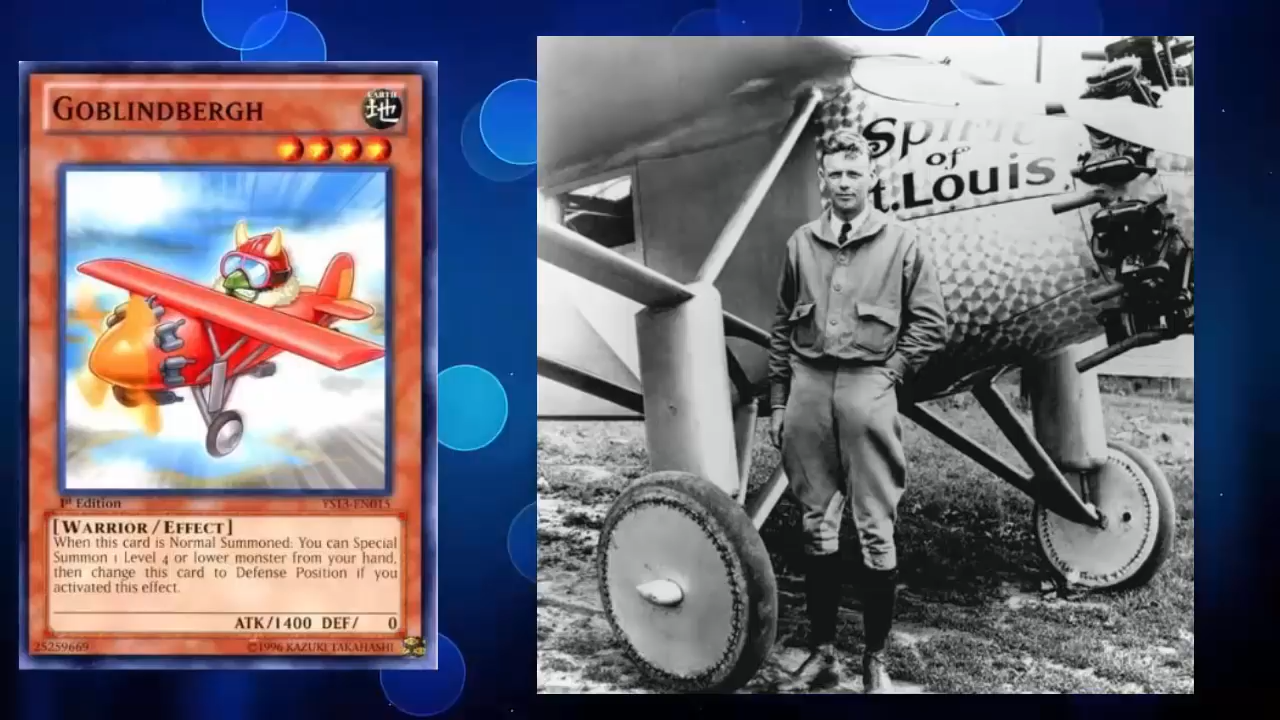 GOBLINDBERGH
EARTH
地
1st Edition
YS13-EN015
[WARRIOR / EFFECT]
When this card is Normal Summoned: You can Special
Summon 1 Level 4 or lower monster from your hand,
then change this card to Defense Position if you
activated this effect.
ATK/1400 DEF/ 0
25259669
©1996 KAZUKI TAKAHASHI
Spirit
of
t.Louis